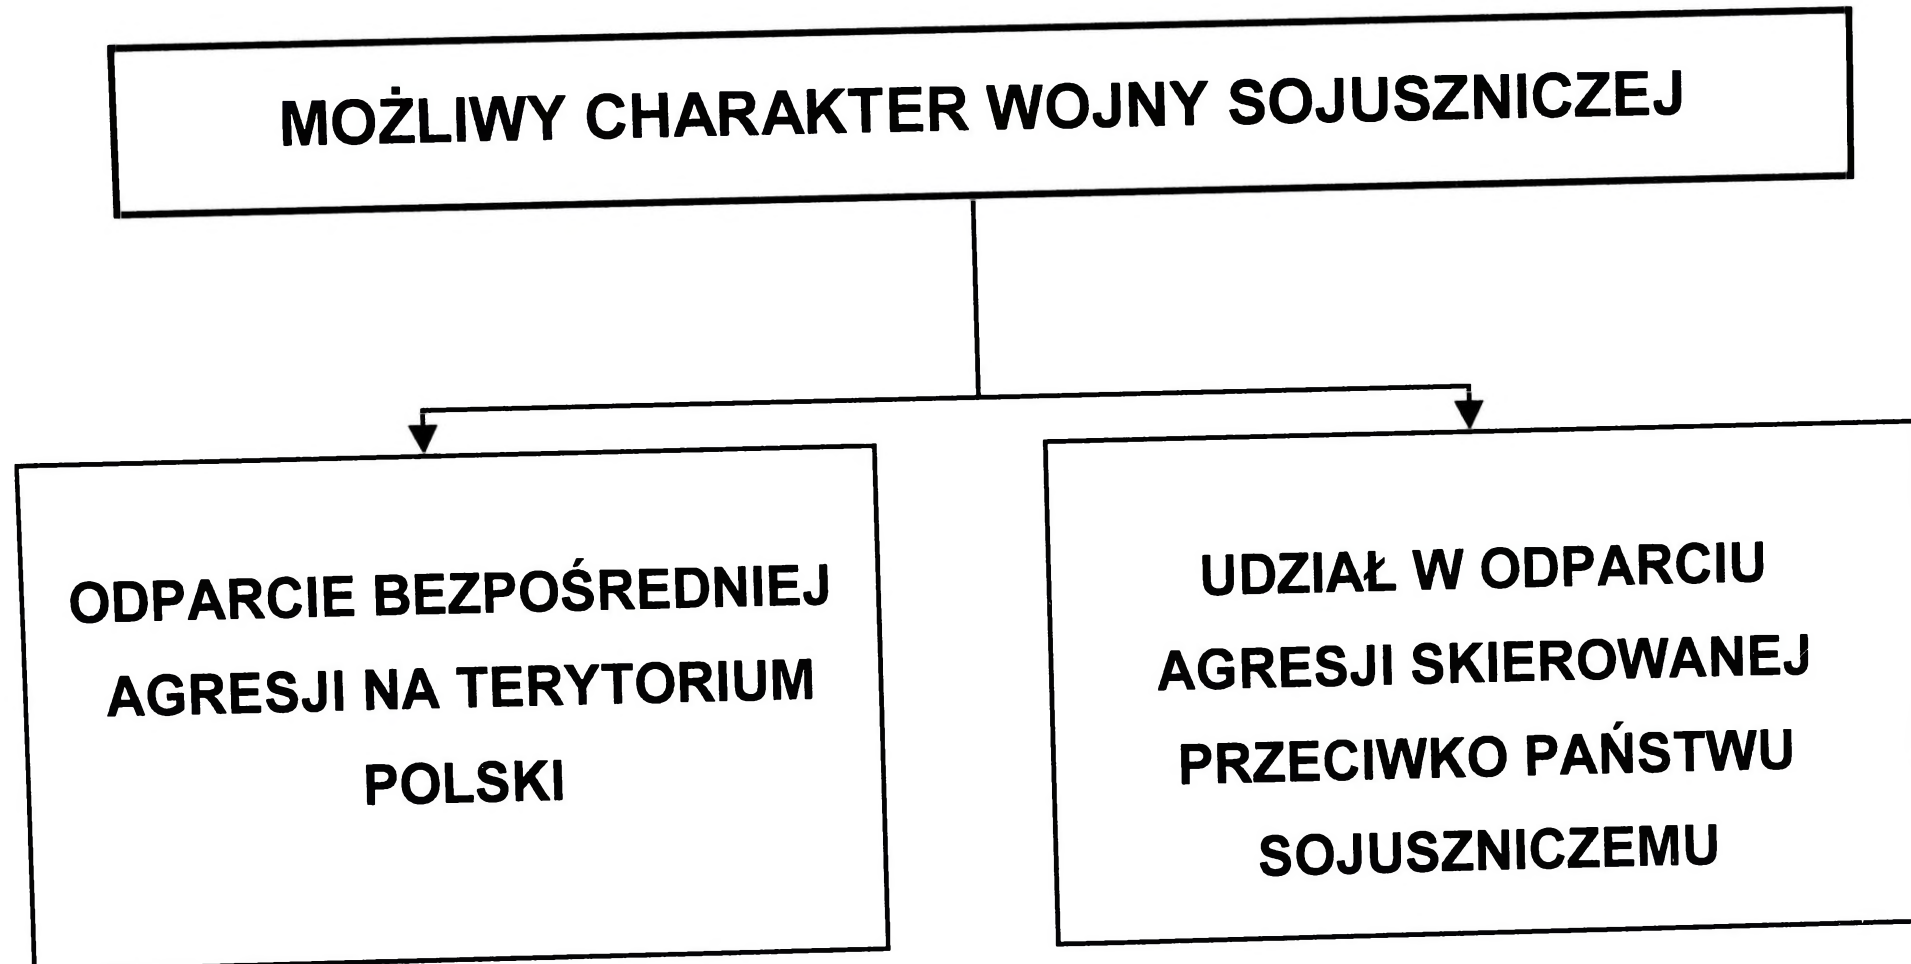 MOŻLIWY CHARAKTER WOJNY SOJUSZNICZEJ
ODPARCIE BEZPOŚREDNIEJ
AGRESJI NA TERYTORIUM
POLSKI
UDZIAŁ W ODPARCIU
AGRESJI SKIEROWANEJ
PRZECIWKO PAŃSTWU
SOJUSZNICZEMU